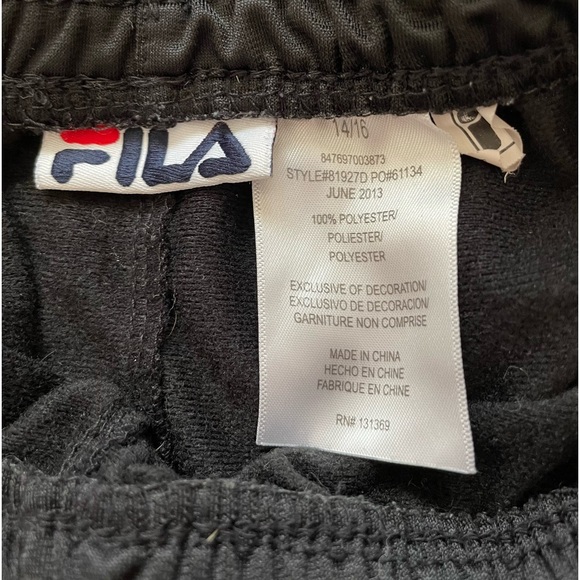 FILA
14/16
847697003873
STYLE#81927D PO#61134
JUNE 2013
100% POLYESTER/
POLIESTER/
POLYESTER
EXCLUSIVE OF DECORATION/
EXCLUSIVO DE DECORACION/
GARNITURE NON COMPRISE
MADE IN CHINA
HECHO EN CHINE
FABRIQUE EN CHINE
RN# 131369